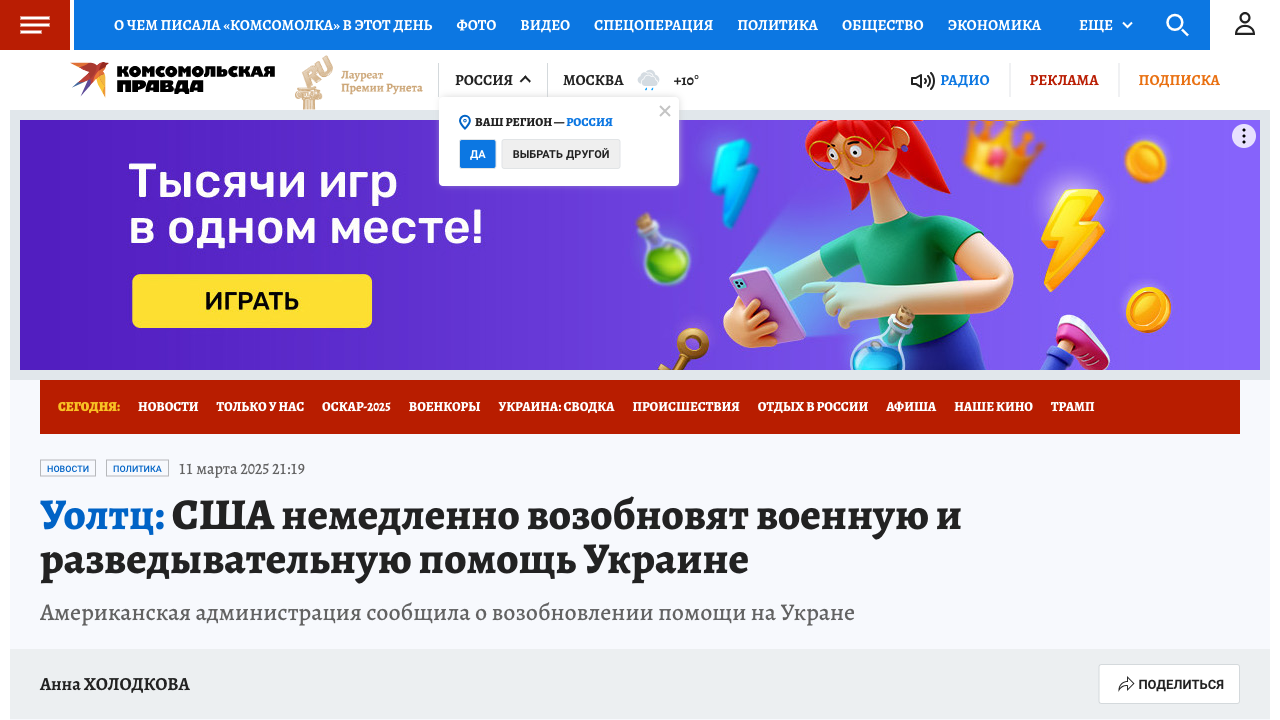 О ЧЕМ ПИСАЛА «КОМСОМОЛКА» В ЭТОТ ДЕНЬ ФОТО ВИДЕО СПЕЦОПЕРАЦИЯ ПОЛИТИКА ОБЩЕСТВО ЭКОНОМИКА ЕЩЕ
КОМСОМОЛЬСКАЯ
ПРАВДА
RU
Лауреат
Премии Рунета
РОССИЯ МОСКВА +10° РАДИО РЕКЛАМА ПОДПИСКА
ВАШ РЕГИОН — РОССИЯ
ДА ВЫБРАТЬ ДРУГОЙ
Тысячи игр
в одном месте!
ИГРАТЬ
СЕГОДНЯ: НОВОСТИ ТОЛЬКО У НАС ОСКАР-2025 ВОЕНКОРЫ УКРАИНА: СВОДКА ПРОИСШЕСТВИЯ ОТДЫХ В РОССИИ АФИША НАШЕ КИНО ТРАМП
НОВОСТИ ПОЛИТИКА 11 марта 2025 21:19
Уолтц: США немедленно возобновят военную и
разведывательную помощь Украине
Американская администрация сообщила о возобновлении помощи на Укране
Анна ХОЛОДКОВА ПОДЕЛИТЬСЯ